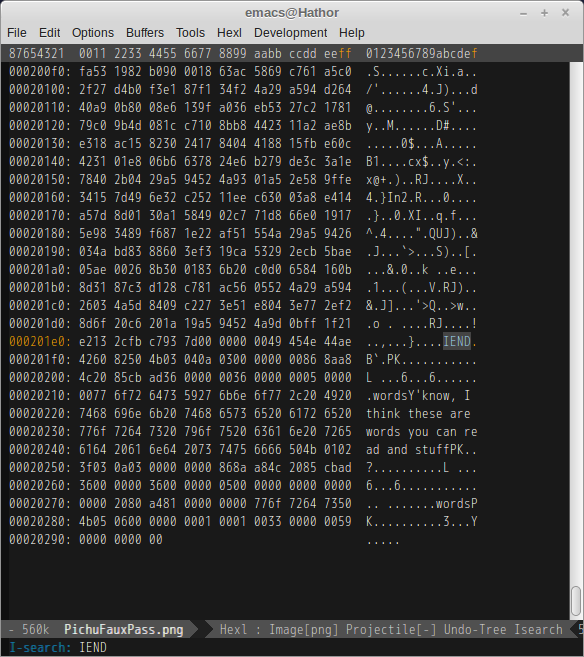 emacs@Hathor
File Edit Options Buffers Tools Hexl Development Help
87654321  0011 2233 4455 6677 8899 aabb ccdd eeff  0123456789abcdef
000200f0: fa53 1982 b090 0018 63ac 5869 c761 a5c0  .S......c.Xi.a..
00020100: 2f27 d4b0 f3e1 87f1 34f2 4a29 a594 d264  /'......4.J)...d
00020110: 40a9 0b80 08e6 139f a036 eb53 27c2 1781  @........6.S'...
00020120: 79c0 9b4d 081c c710 8bb8 4423 11a2 ae8b  y..M......D#....
00020130: e318 ac15 8230 2417 8404 4188 15fb e60c  .....0$...A.....
00020140: 4231 01e8 06b6 6378 24e6 b279 de3c 3a1e  B1....cx$..y.<:.
00020150: 7840 2b04 29a5 9452 4a93 01a5 2e58 9ffe  x@+.)..RJ....X..
00020160: 3415 7d49 6e32 c252 11ee c630 03a8 e414  4.}In2.R...0....
00020170: a57d 8d01 30a1 5849 02c7 71d8 66e0 1917  .}..0.XI..q.f...
00020180: 5e98 3489 f687 1e22 af51 554a 29a5 9426  ^.4....".QUJ)..&
00020190: 034a bd83 8860 3ef3 19ca 5329 2ecb 5bae  .J...`>...S)..[.
000201a0: 05ae 0026 8b30 0183 6b20 c0d0 6584 160b  ...&.0..k ..e...
000201b0: 8d31 87c3 d128 c781 ac56 0552 4a29 a594  .1...(...V.RJ)..
000201c0: 2603 4a5d 8409 c227 3e51 e804 3e77 2ef2  &.J]...'>Q..>w..
000201d0: 8d6f 20c6 201a 19a5 9452 4a9d 0bff 1f21  .o . ....RJ....!
000201e0: e213 2cfb c793 7d00 0000 0049 454e 44ae  ..,...}....IEND.
000201f0: 4260 8250 4b03 040a 0300 0000 0086 8aa8  B`.PK...........
00020200: 4c20 85cb ad36 0000 0036 0000 0005 0000  L ...6...6......
00020210: 0077 6f72 6473 5927 6b6e 6f77 2c20 4920  .wordsY'know, I
00020220: 7468 696e 6b20 7468 6573 6520 6172 6520  think these are
00020230: 776f 7264 7320 796f 7520 6361 6e20 7265  words you can re
00020240: 6164 2061 6e64 2073 7475 6666 504b 0102  ad and stuffPK..
00020250: 3f03 0a03 0000 0000 868a a84c 2085 cbad  ?..........L ...
00020260: 3600 0000 3600 0000 0500 0000 0000 0000  6...6...........
00020270: 0000 2080 a481 0000 0000 776f 7264 7350  .. .......wordsP
00020280: 4b05 0600 0000 0001 0001 0033 0000 0059  K..........3...Y
00020290: 0000 0000 00  .....
- 560k PichuFauxPass.png Hexl : Image[png] Projectile[-] Undo-Tree Isearch
I-search: IEND